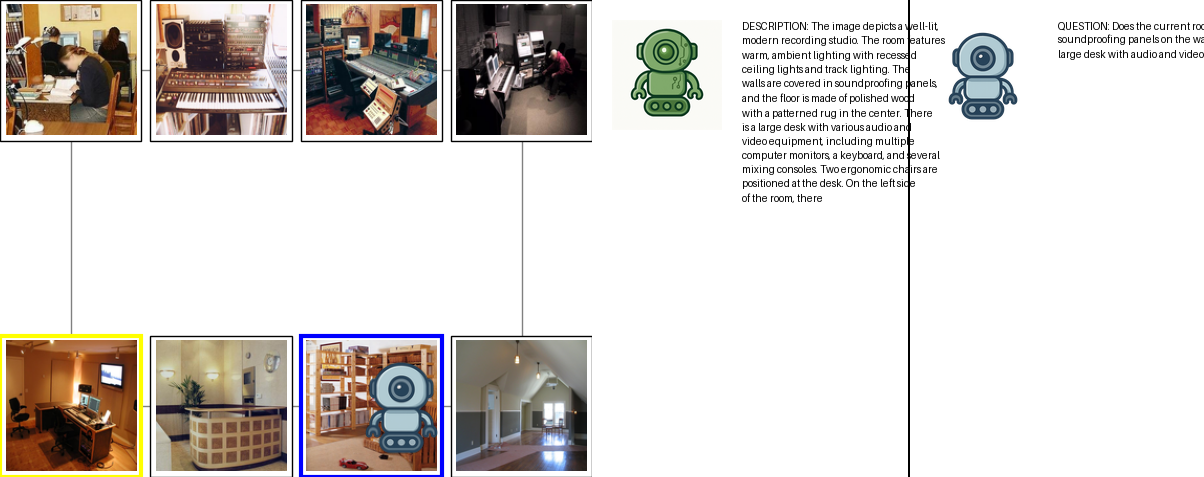 DESCRIPTION: The image depicts a well-lit,
modern recording studio. The room features
warm, ambient lighting with recessed
ceiling lights and track lighting. The
walls are covered in soundproofing panels,
and the floor is made of polished wood
with a patterned rug in the center. There
is a large desk with various audio and
video equipment, including multiple
computer monitors, a keyboard, and several
mixing consoles. Two ergonomic chairs are
positioned at the desk. On the left side
of the room, there
QUESTION: Does the current roo
soundproofing panels on the wa
large desk with audio and video